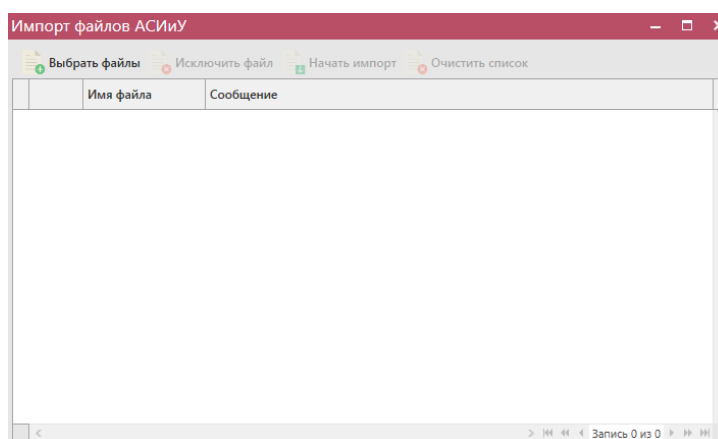 Импорт файлов АСИиУ
Выбрать файлы Исключить файл Начать импорт Очистить список
Имя файла Сообщение
Запись 0 из 0